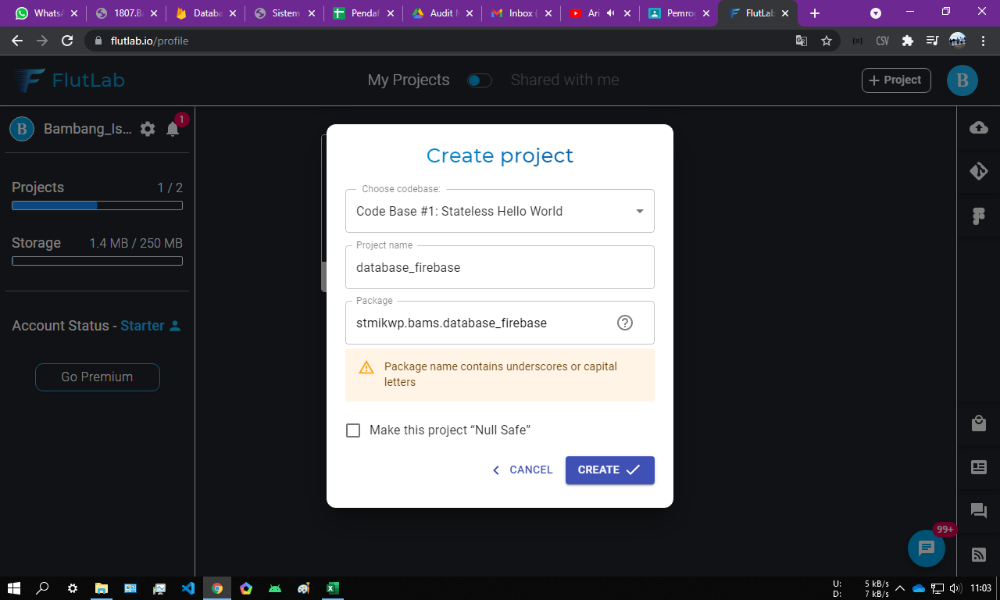 WhatsA
1807.BA
Databa
Sistem
Pendaf
Audit M
Inbox (
Ari
Pemrog
FlutLab
flutlab.io/profile
CSV
FlutLab
My Projects
Shared with me
+ Project
B
B
Bambang_Is...
1
Projects
1 / 2
Storage
1.4 MB / 250 MB
Account Status - Starter
Go Premium
Create project
Choose codebase:
Code Base #1: Stateless Hello World
Project name
database_firebase
Package
stmikwp.bams.database_firebase
?
Package name contains underscores or capital
letters
Make this project “Null Safe”
CANCEL
CREATE
99+
U:
5 kB/s
D:
7 kB/s
11:03